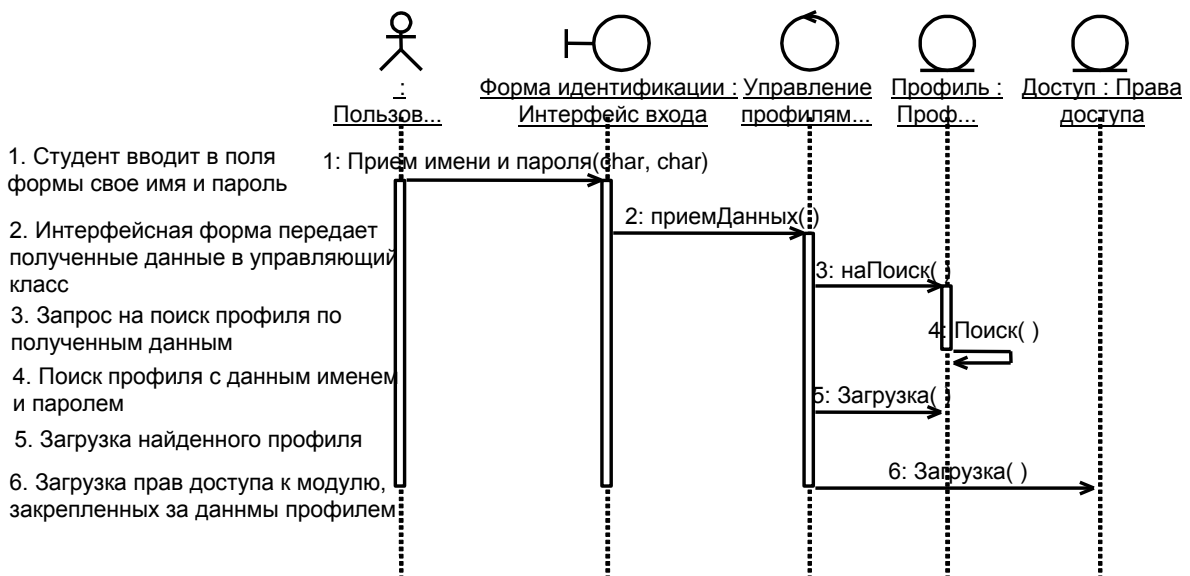 :
Пользов...
Форма идентификации :
Интерфейс входа
Управление
профилям...
Профиль :
Проф...
Доступ : Права
доступа
1. Студент вводит в поля
формы свое имя и пароль
2. Интерфейсная форма передает
полученные данные в управляющий
класс
3. Запрос на поиск профиля по
полученным данным
4. Поиск профиля с данным именем
и паролем
5. Загрузка найденного профиля
6. Загрузка прав доступа к модулю,
закрепленных за даннмы профилем
1: Прием имени и пароля(char, char)
2: приемДанных( )
3: наПоиск( )
4: Поиск( )
5: Загрузка( )
6: Загрузка( )